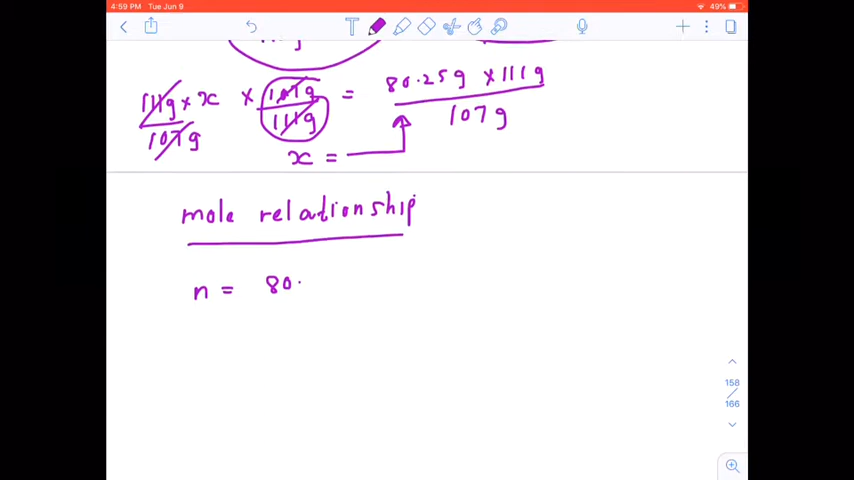 4:59 PM Tue Jun 9
49%
T
111g × x × 107g = 80.25g × 111g
107g 111g 107g
x =
mole relationship
n = 80.
158
166